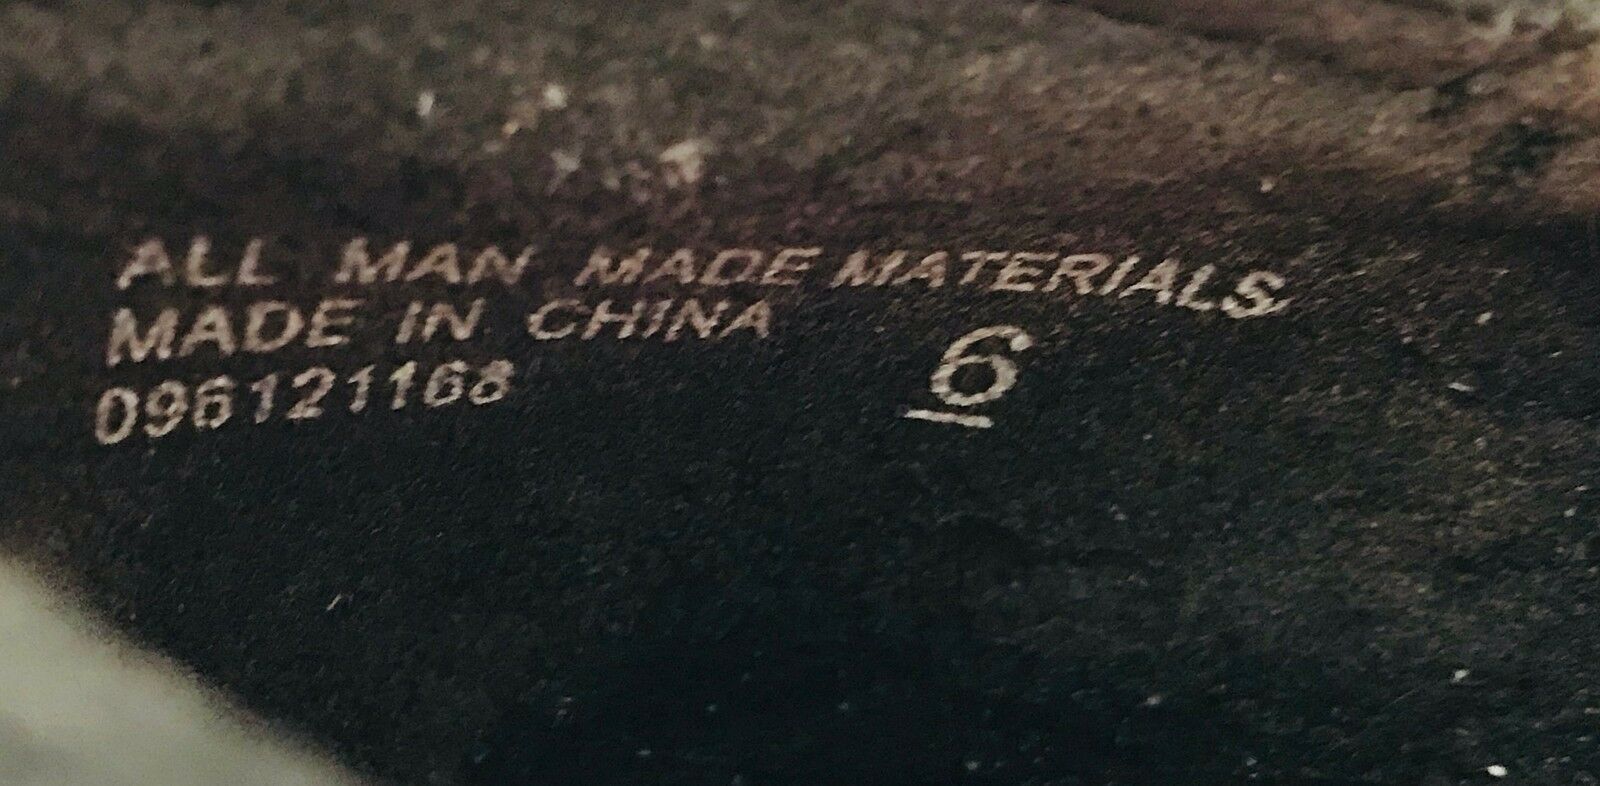 ALL MAN MADE MATERIALS
MADE IN CHINA
096121168
6